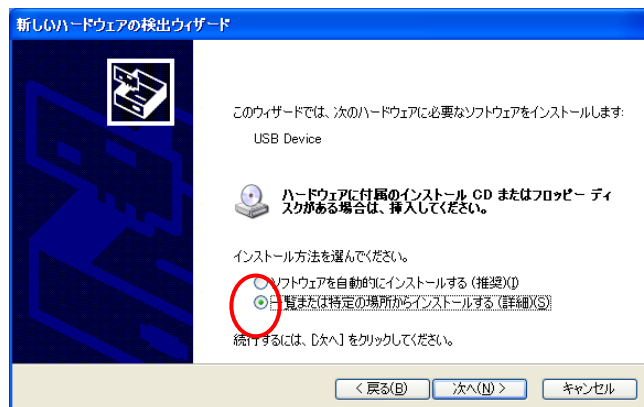 新しいハードウェアの検出ウィザード
このウィザードでは、次のハードウェアに必要なソフトウェアをインストールします:
USB Device
ハードウェアに付属のインストール CD またはフロッピー ディ
スクがある場合は、挿入してください。
インストール方法を選んでください。
ソフトウェアを自動的にインストールする (推奨)(I)
一覧または特定の場所からインストールする (詳細)(S)
続行するには、[次へ] をクリックしてください。
< 戻る(B) 次へ(N) > キャンセル